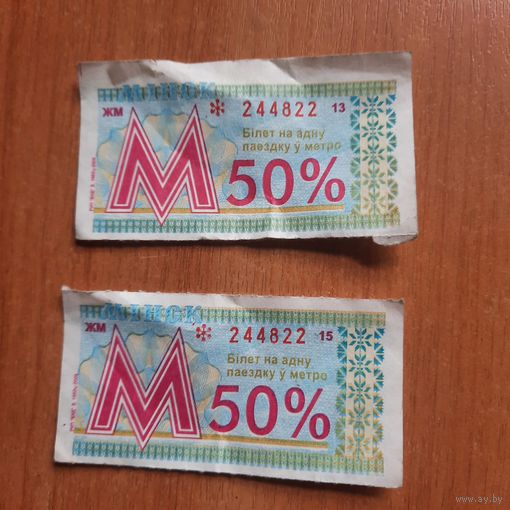 МІНСК
ЖМ
М
* 244822 13
Білет на адну
паездку ў метро
50%
МІНСК
ЖМ
М
* 244822 15
Білет на адну
паездку ў метро
50%
www.ay.by